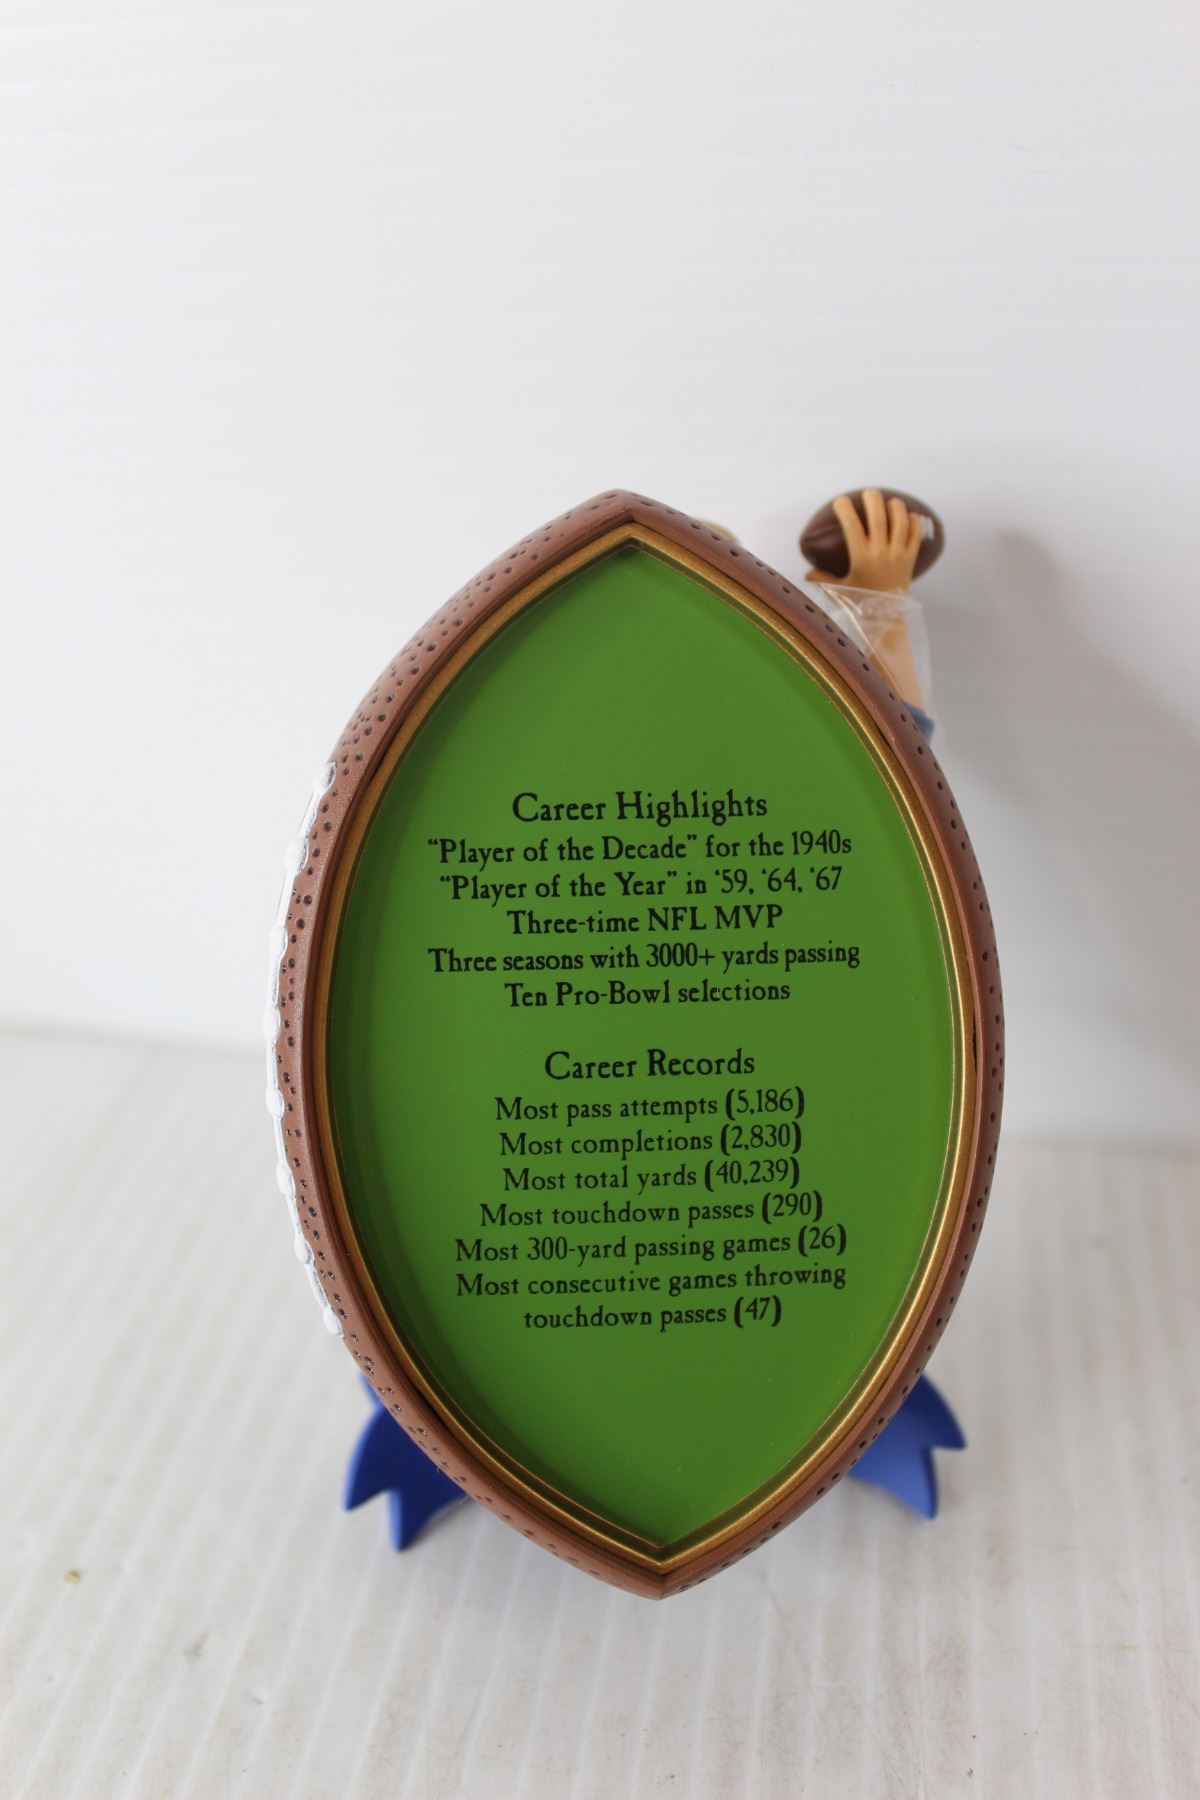 Career Highlights
“Player of the Decade” for the 1940s
“Player of the Year” in ‘59, ‘64, ‘67
Three-time NFL MVP
Three seasons with 3000+ yards passing
Ten Pro-Bowl selections
Career Records
Most pass attempts (5,186)
Most completions (2,830)
Most total yards (40,239)
Most touchdown passes (290)
Most 300-yard passing games (26)
Most consecutive games throwing
touchdown passes (47)